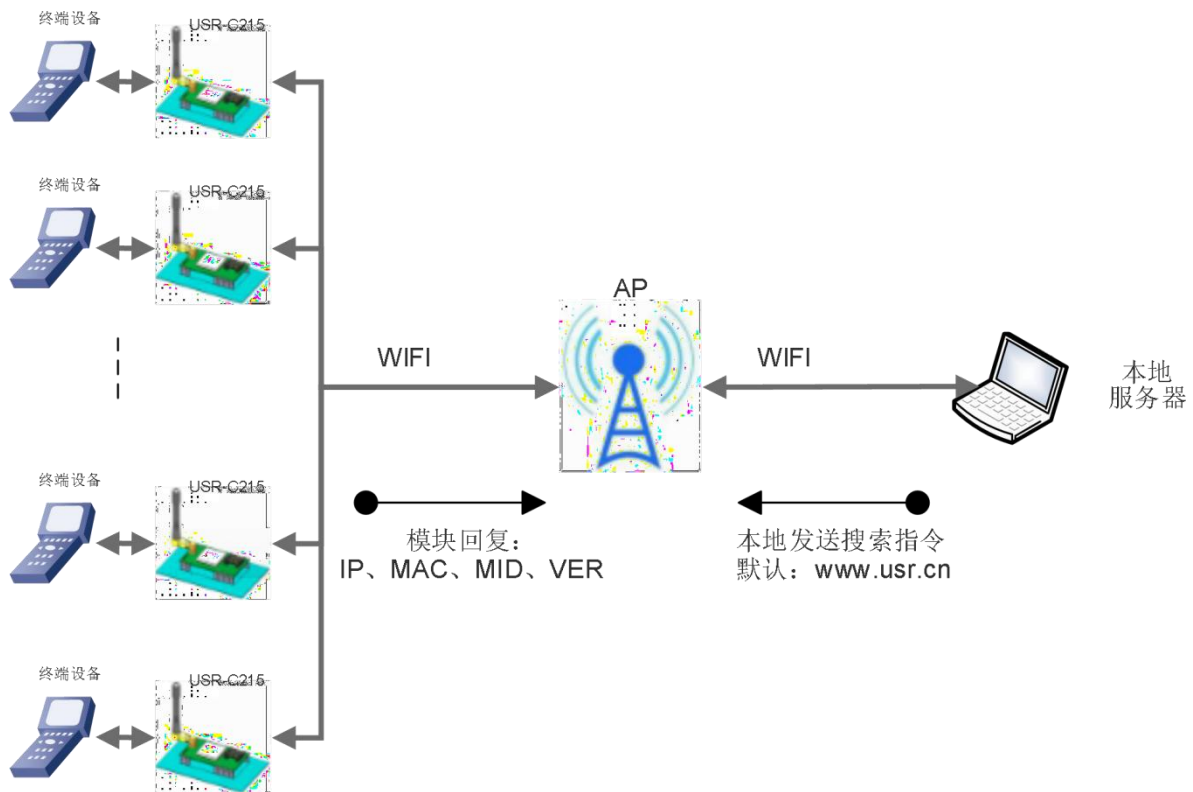 终端设备
USR-C215
终端设备
USR-C215
AP
WIFI
WIFI
本地
服务器
终端设备
USR-C215
模块回复：
IP、MAC、MID、VER
本地发送搜索指令
默认：www.usr.cn
终端设备
USR-C215